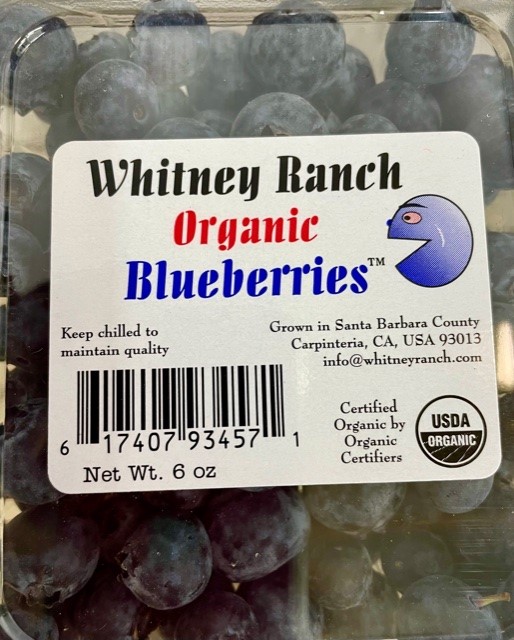 Whitney Ranch
Organic
Blueberries™
Keep chilled to
maintain quality
Grown in Santa Barbara County
Carpinteria, CA, USA 93013
info@whitneyranch.com
6 17407 93457 1
Net Wt. 6 oz
Certified
Organic by
Organic
Certifiers
USDA
ORGANIC